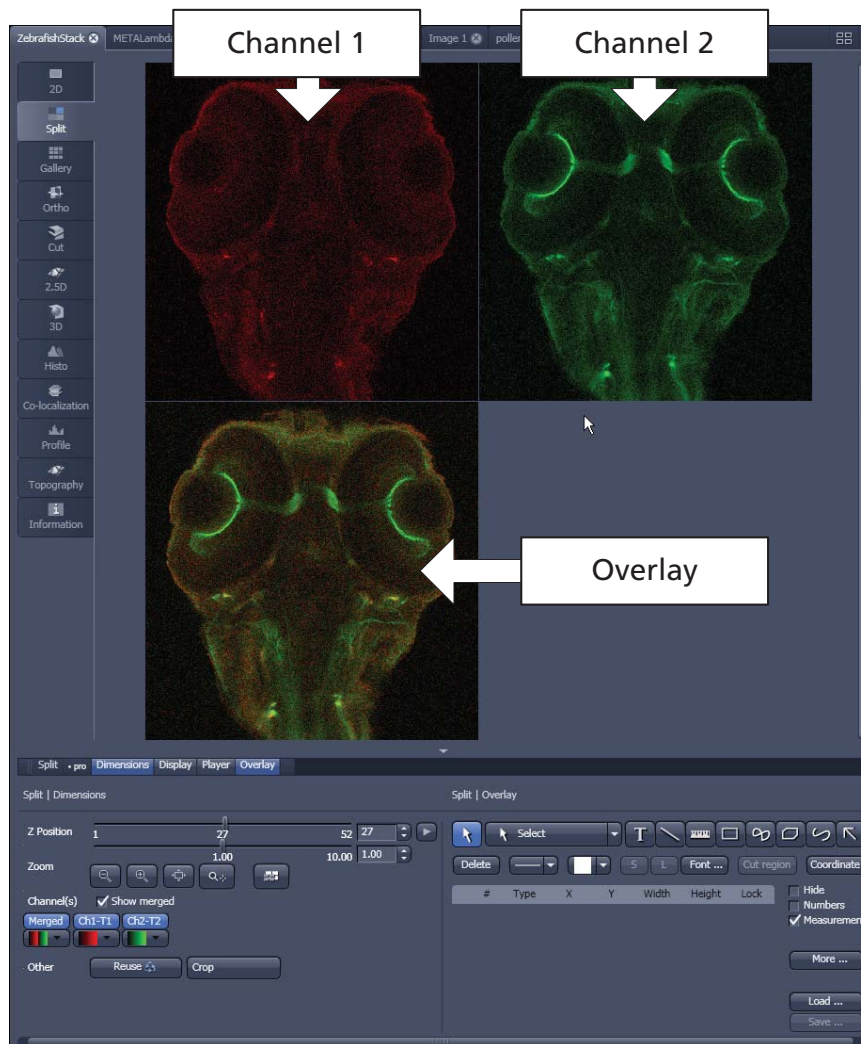 Channel 1
Channel 2
ZebrafishStack METALambd Image 1 poller
2D
Split
Gallery
Ortho
Cut
2.5D
3D
Histo
Co-localization
Profile
Topography
Information
Overlay
Split • pro Dimensions Display Player Overlay
Split | Dimensions
Split | Overlay
Z Position 1 27 52 27
Select T
Zoom 1.00 10.00 1.00
Delete S L Font ... Cut region Coordinate
Channel(s) Show merged
# Type X Y Width Height Lock
Hide
Numbers
Measuremen
Merged Ch1-T1 Ch2-T2
Other Reuse Crop
More ...
Load ...
Save ...